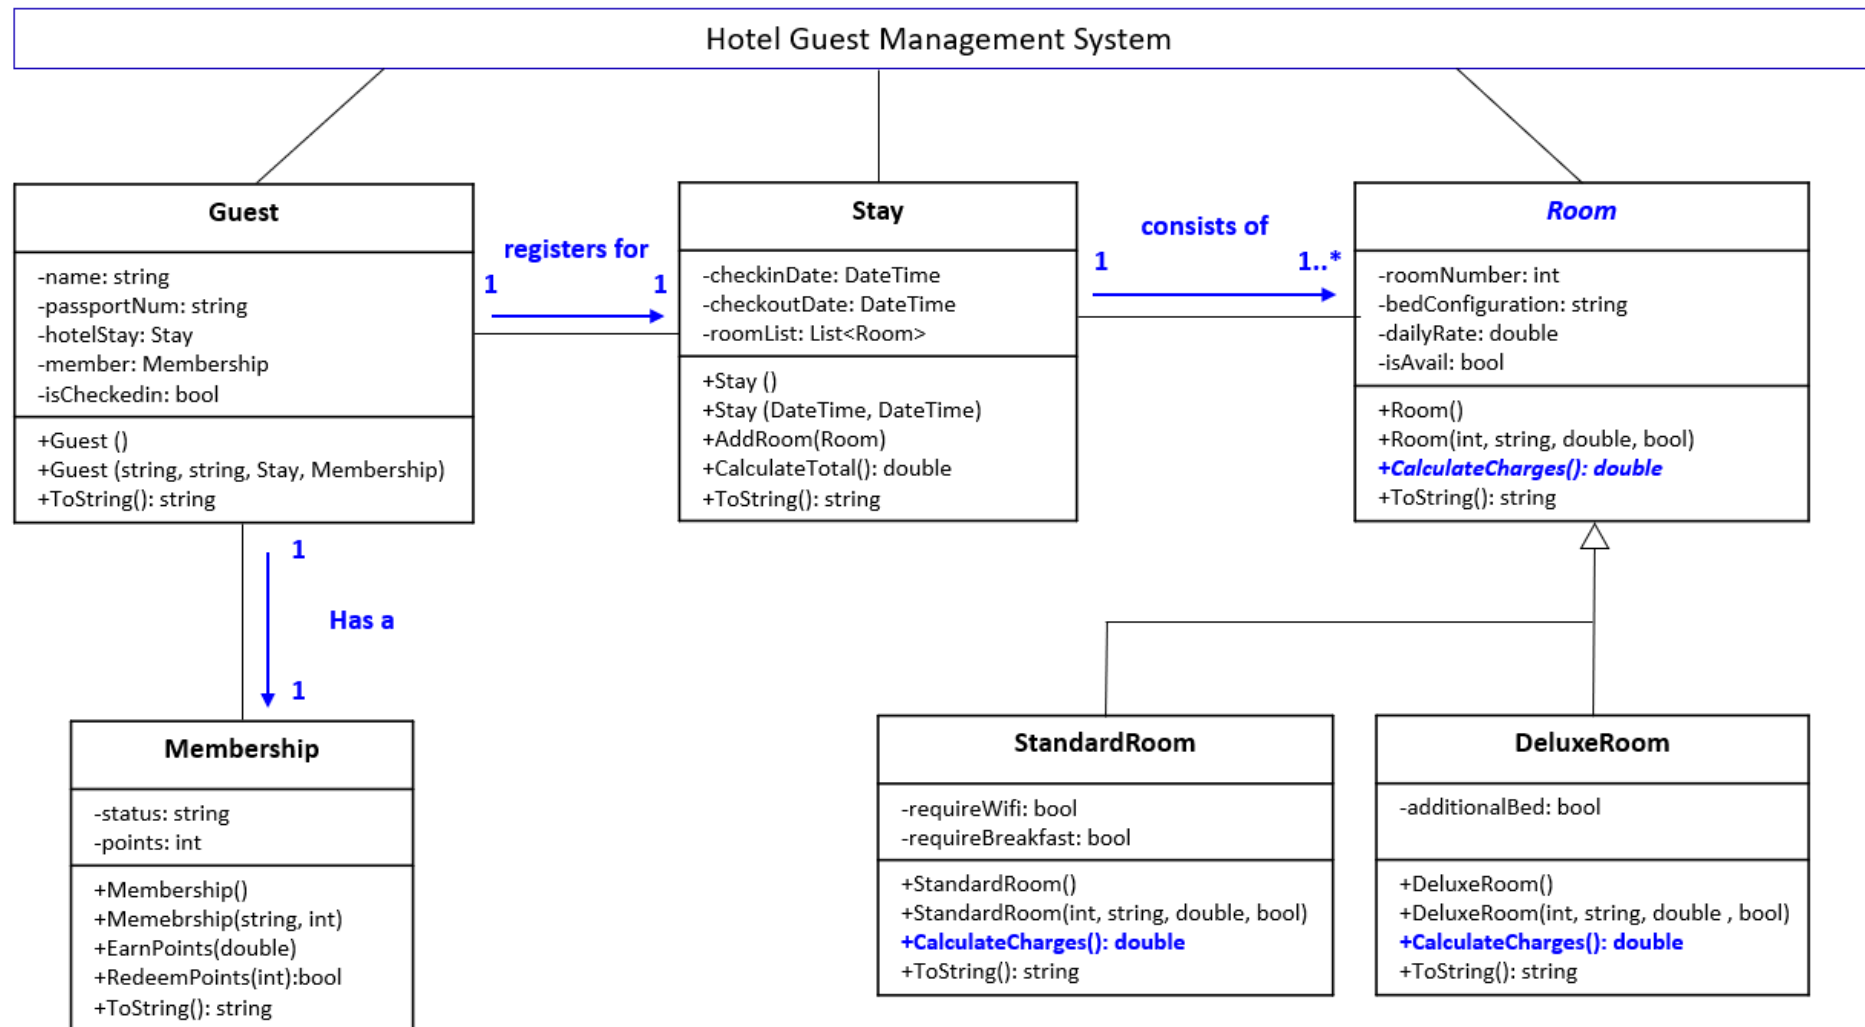 Hotel Guest Management System
Guest
-name: string
-passportNum: string
-hotelStay: Stay
-member: Membership
-isCheckedin: bool
+Guest ()
+Guest (string, string, Stay, Membership)
+ToString(): string
registers for
1
1
Stay
-checkinDate: DateTime
-checkoutDate: DateTime
-roomList: List<Room>
+Stay ()
+Stay (DateTime, DateTime)
+AddRoom(Room)
+CalculateTotal(): double
+ToString(): string
consists of
1
1..*
Room
-roomNumber: int
-bedConfiguration: string
-dailyRate: double
-isAvail: bool
+Room()
+Room(int, string, double, bool)
+CalculateCharges(): double
+ToString(): string
1
Has a
1
Membership
-status: string
-points: int
+Membership()
+Memebrship(string, int)
+EarnPoints(double)
+RedeemPoints(int):bool
+ToString(): string
StandardRoom
-requireWifi: bool
-requireBreakfast: bool
+StandardRoom()
+StandardRoom(int, string, double, bool)
+CalculateCharges(): double
+ToString(): string
DeluxeRoom
-additionalBed: bool
+DeluxeRoom()
+DeluxeRoom(int, string, double , bool)
+CalculateCharges(): double
+ToString(): string